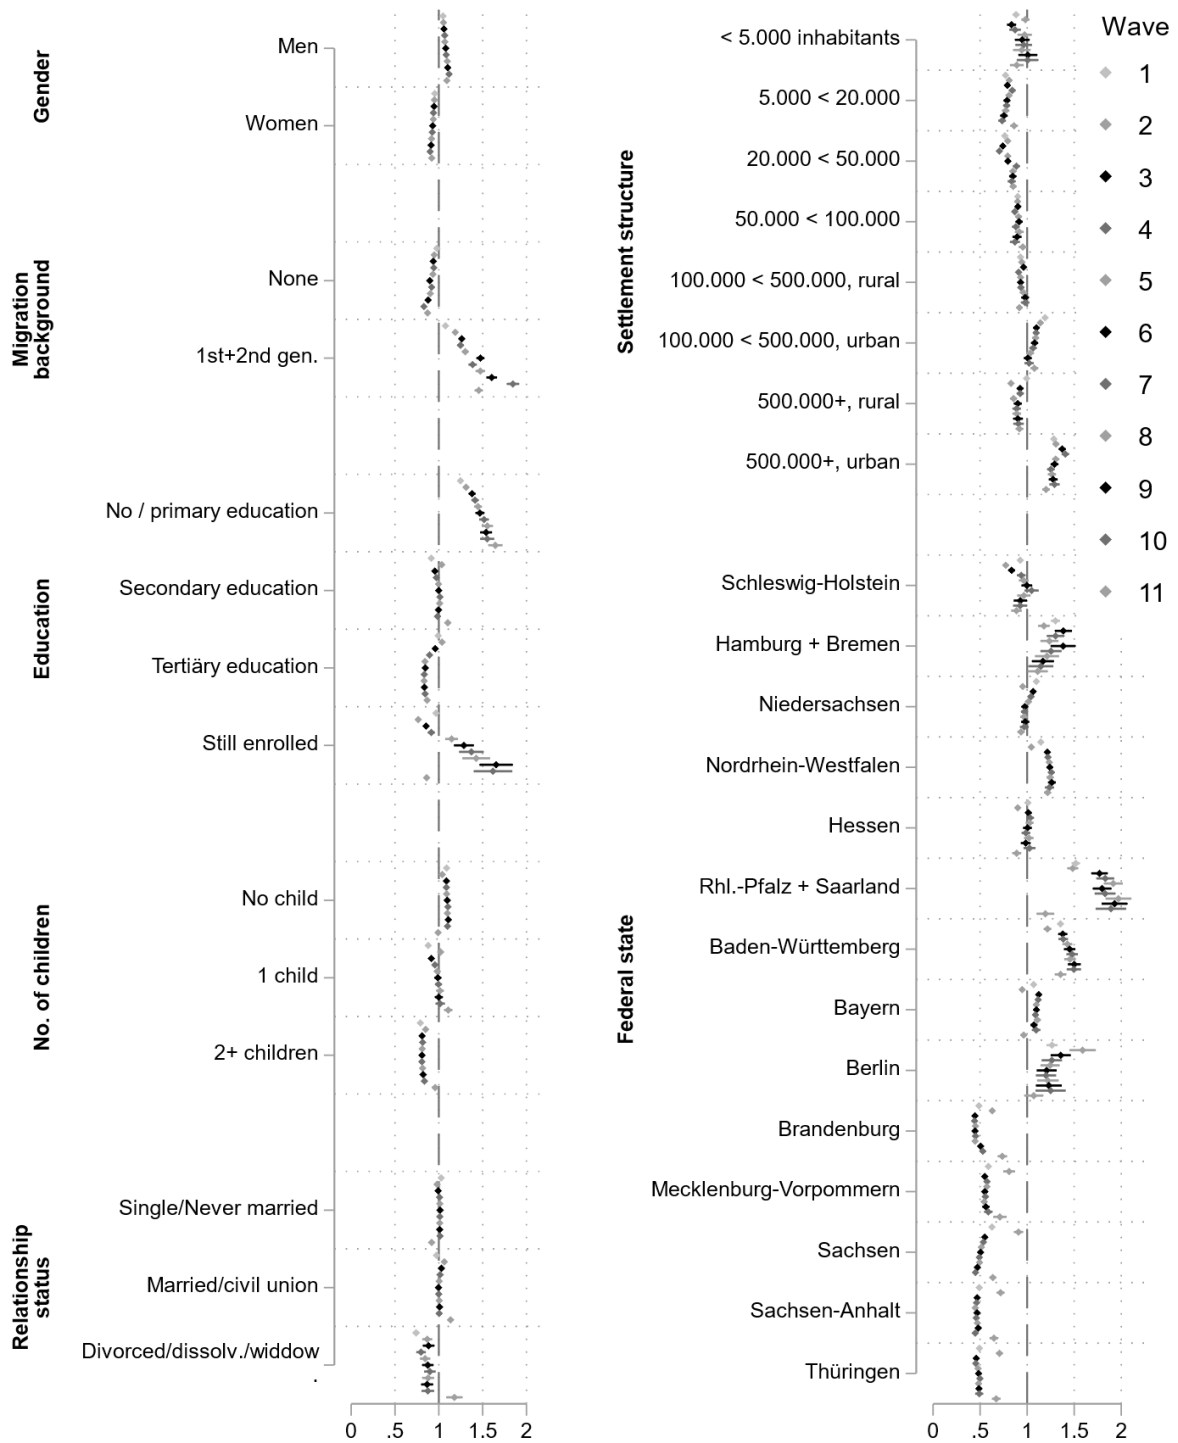 Gender
Men
Women
Migration
background
None
1st+2nd gen.
Education
No / primary education
Secondary education
Tertiäry education
Still enrolled
No. of children
No child
1 child
2+ children
Relationship
status
Single/Never married
Married/civil union
Divorced/dissolv./widdow
.
0 .5 1 1.5 2
Settlement structure
< 5.000 inhabitants
5.000 < 20.000
20.000 < 50.000
50.000 < 100.000
100.000 < 500.000, rural
100.000 < 500.000, urban
500.000+, rural
500.000+, urban
Federal state
Schleswig-Holstein
Hamburg + Bremen
Niedersachsen
Nordrhein-Westfalen
Hessen
Rhl.-Pfalz + Saarland
Baden-Württemberg
Bayern
Berlin
Brandenburg
Mecklenburg-Vorpommern
Sachsen
Sachsen-Anhalt
Thüringen
0 .5 1 1.5 2
Wave
1
2
3
4
5
6
7
8
9
10
11